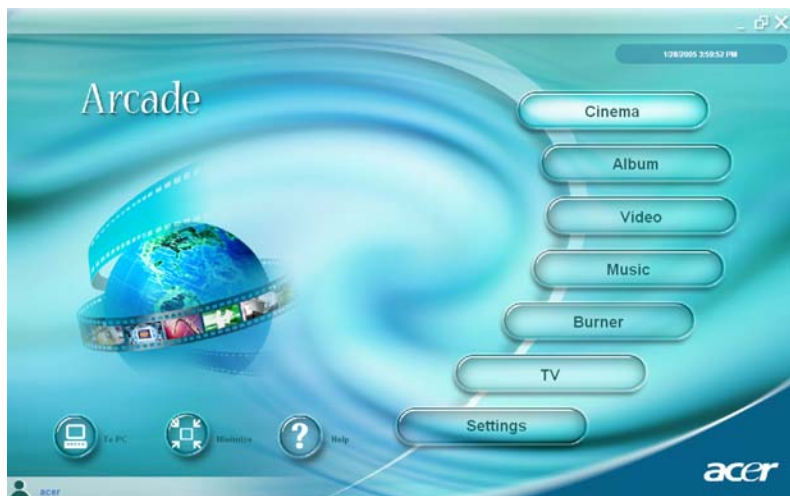 1/28/2005 3:59:52 PM
Arcade
Cinema
Album
Video
Music
Burner
TV
Settings
To PC
Minimize
Help
acer
acer